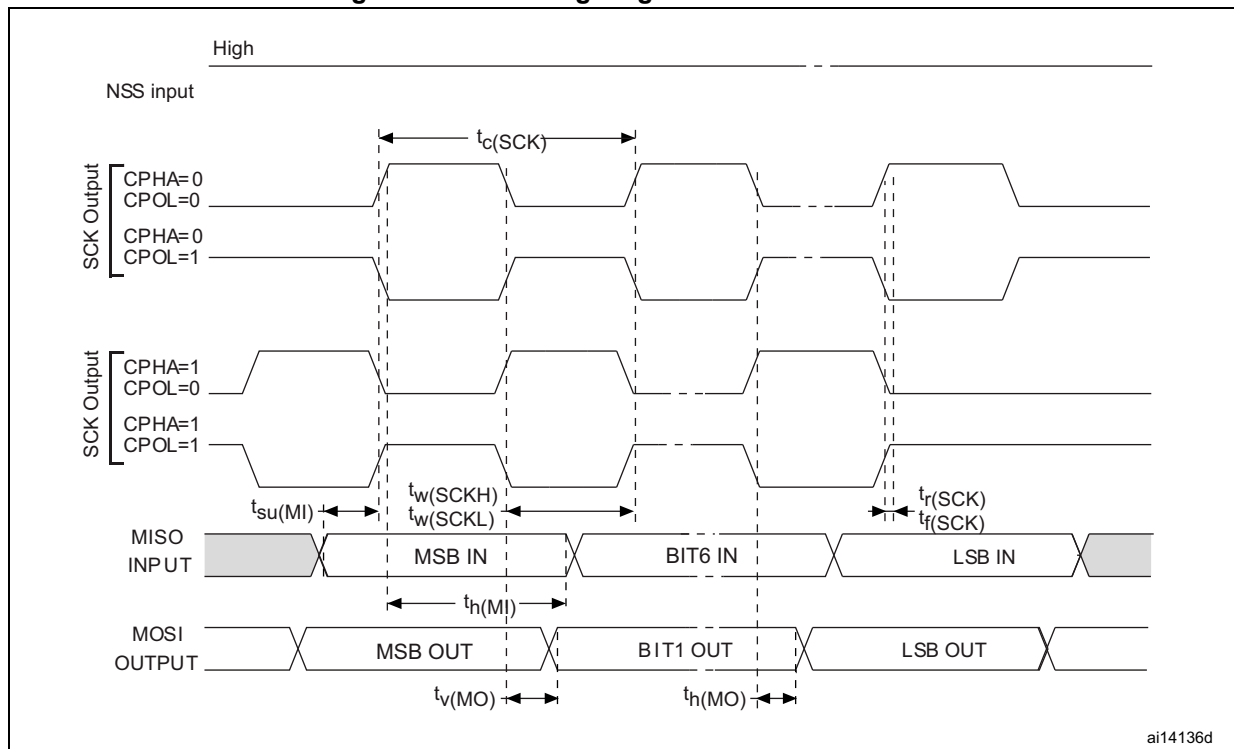 High
NSS input
tc(SCK)
SCK Output
CPHA=0
CPOL=0
CPHA=0
CPOL=1
SCK Output
CPHA=1
CPOL=0
CPHA=1
CPOL=1
tsu(MI)
tw(SCKH)
tw(SCKL)
tr(SCK)
tf(SCK)
MISO
INPUT
MSB IN
BIT6 IN
LSB IN
th(MI)
MOSI
OUTPUT
MSB OUT
BIT1 OUT
LSB OUT
tv(MO)
th(MO)
ai14136d